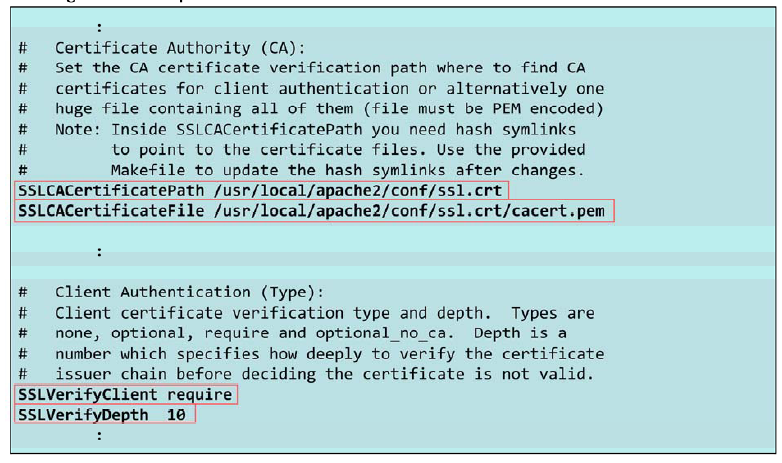 :
#   Certificate Authority (CA):
#   Set the CA certificate verification path where to find CA
#   certificates for client authentication or alternatively one
#   huge file containing all of them (file must be PEM encoded)
#   Note: Inside SSLCACertificatePath you need hash symlinks
#         to point to the certificate files. Use the provided
#         Makefile to update the hash symlinks after changes.
SSLCACertificatePath /usr/local/apache2/conf/ssl.crt
SSLCACertificateFile /usr/local/apache2/conf/ssl.crt/cacert.pem
:
#   Client Authentication (Type):
#   Client certificate verification type and depth.  Types are
#   none, optional, require and optional_no_ca.  Depth is a
#   number which specifies how deeply to verify the certificate
#   issuer chain before deciding the certificate is not valid.
SSLVerifyClient require
SSLVerifyDepth  10
: